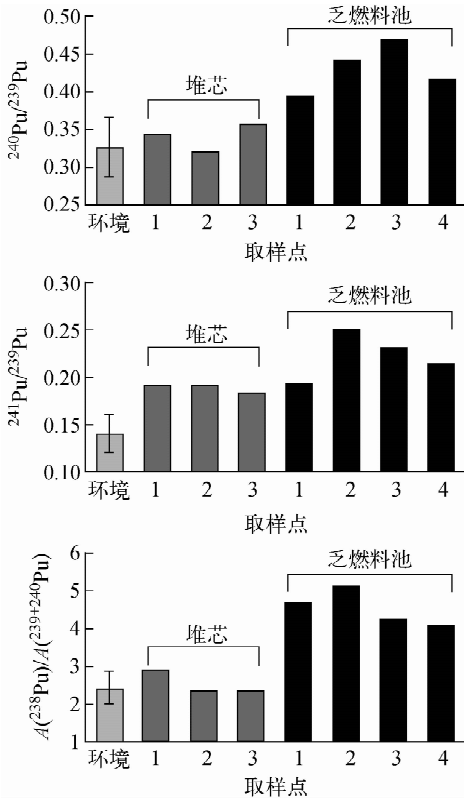 0.50
0.45
0.40
0.35
0.30
0.25
²⁴⁰Pu/²³⁹Pu
堆芯
乏燃料池
环境 1 2 3 1 2 3 4
取样点
0.30
0.25
0.20
0.15
0.10
²⁴¹Pu/²³⁹Pu
堆芯
乏燃料池
环境 1 2 3 1 2 3 4
取样点
6
5
4
3
2
1
A(²³⁸Pu)/A(²³⁹⁺²⁴⁰Pu)
堆芯
乏燃料池
环境 1 2 3 1 2 3 4
取样点